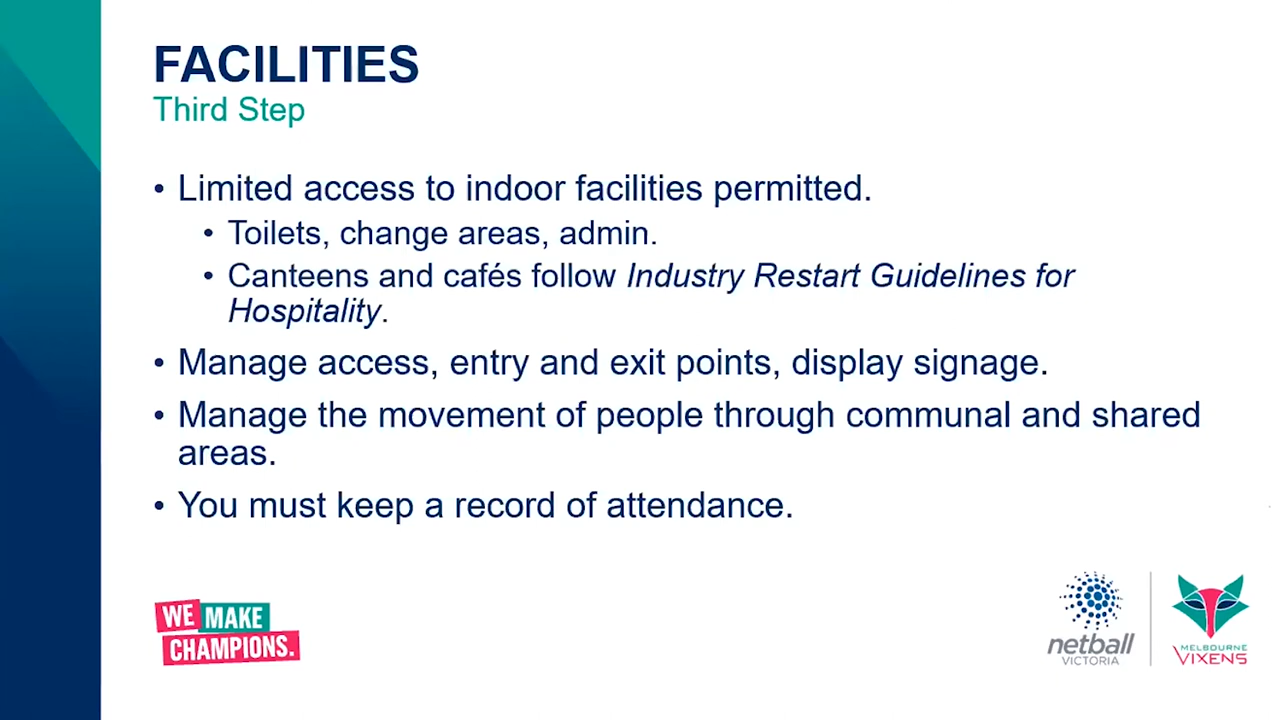 FACILITIES
Third Step
• Limited access to indoor facilities permitted.
• Toilets, change areas, admin.
• Canteens and cafés follow Industry Restart Guidelines for
Hospitality.
• Manage access, entry and exit points, display signage.
• Manage the movement of people through communal and shared
areas.
• You must keep a record of attendance.
WE MAKE
CHAMPIONS.
netball
VICTORIA
MELBOURNE
VIXENS